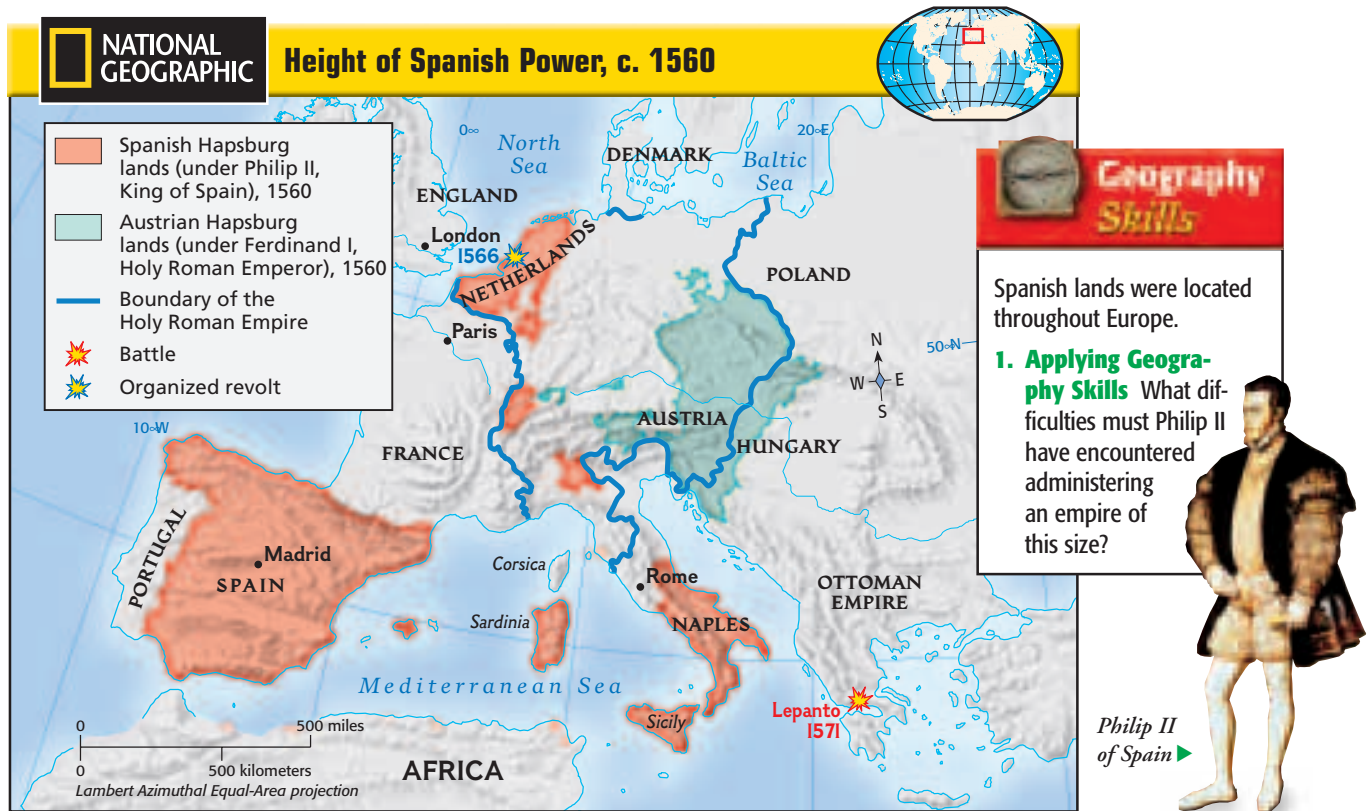 NATIONAL
GEOGRAPHIC
Height of Spanish Power, c. 1560
Spanish Hapsburg
lands (under Philip II,
King of Spain), 1560
Austrian Hapsburg
lands (under Ferdinand I,
Holy Roman Emperor), 1560
Boundary of the
Holy Roman Empire
Battle
Organized revolt
0∞
North
Sea
20∞E
DENMARK
Baltic
Sea
ENGLAND
London
1566
NETHERLANDS
POLAND
Paris
50∞N
N
W E
S
10∞W
AUSTRIA
HUNGARY
FRANCE
PORTUGAL
Madrid
SPAIN
Corsica
Rome
OTTOMAN
EMPIRE
Sardinia
NAPLES
Mediterranean Sea
Sicily
Lepanto
1571
0 500 miles
0 500 kilometers
Lambert Azimuthal Equal-Area projection
AFRICA
Geography
Skills
Spanish lands were located
throughout Europe.
1. Applying Geogra-
phy Skills What dif-
ficulties must Philip II
have encountered
administering
an empire of
this size?
Philip II
of Spain